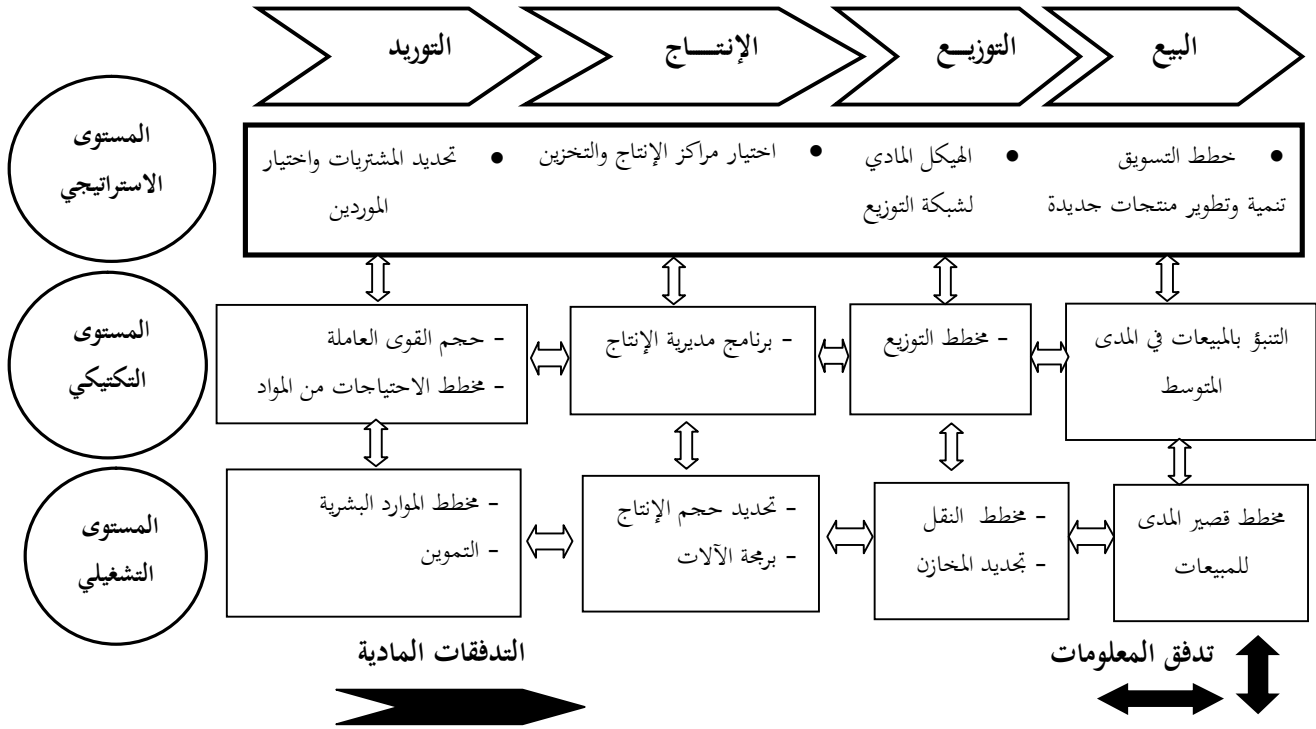 التوريد
الإنتـــاج
التوزيـــع
البيع
المستوى
الاستراتيجي
• تحديد المشتريات واختيار
الموردين
• اختيار مراكز الإنتاج والتخزين
• الهيكل المادي
لشبكة التوزيع
• خطط التسويق
تنمية وتطوير منتجات جديدة
المستوى
التكتيكي
- حجم القوى العاملة
- مخطط الاحتياجات من المواد
- برنامج مديرية الإنتاج
- مخطط التوزيع
التنبؤ بالمبيعات في المدى
المتوسط
المستوى
التشغيلي
- مخطط الموارد البشرية
- التموين
- تحديد حجم الإنتاج
- برمجة الآلات
- مخطط النقل
- تحديد المخازن
مخطط قصير المدى
للمبيعات
التدفقات المادية
تدفق المعلومات